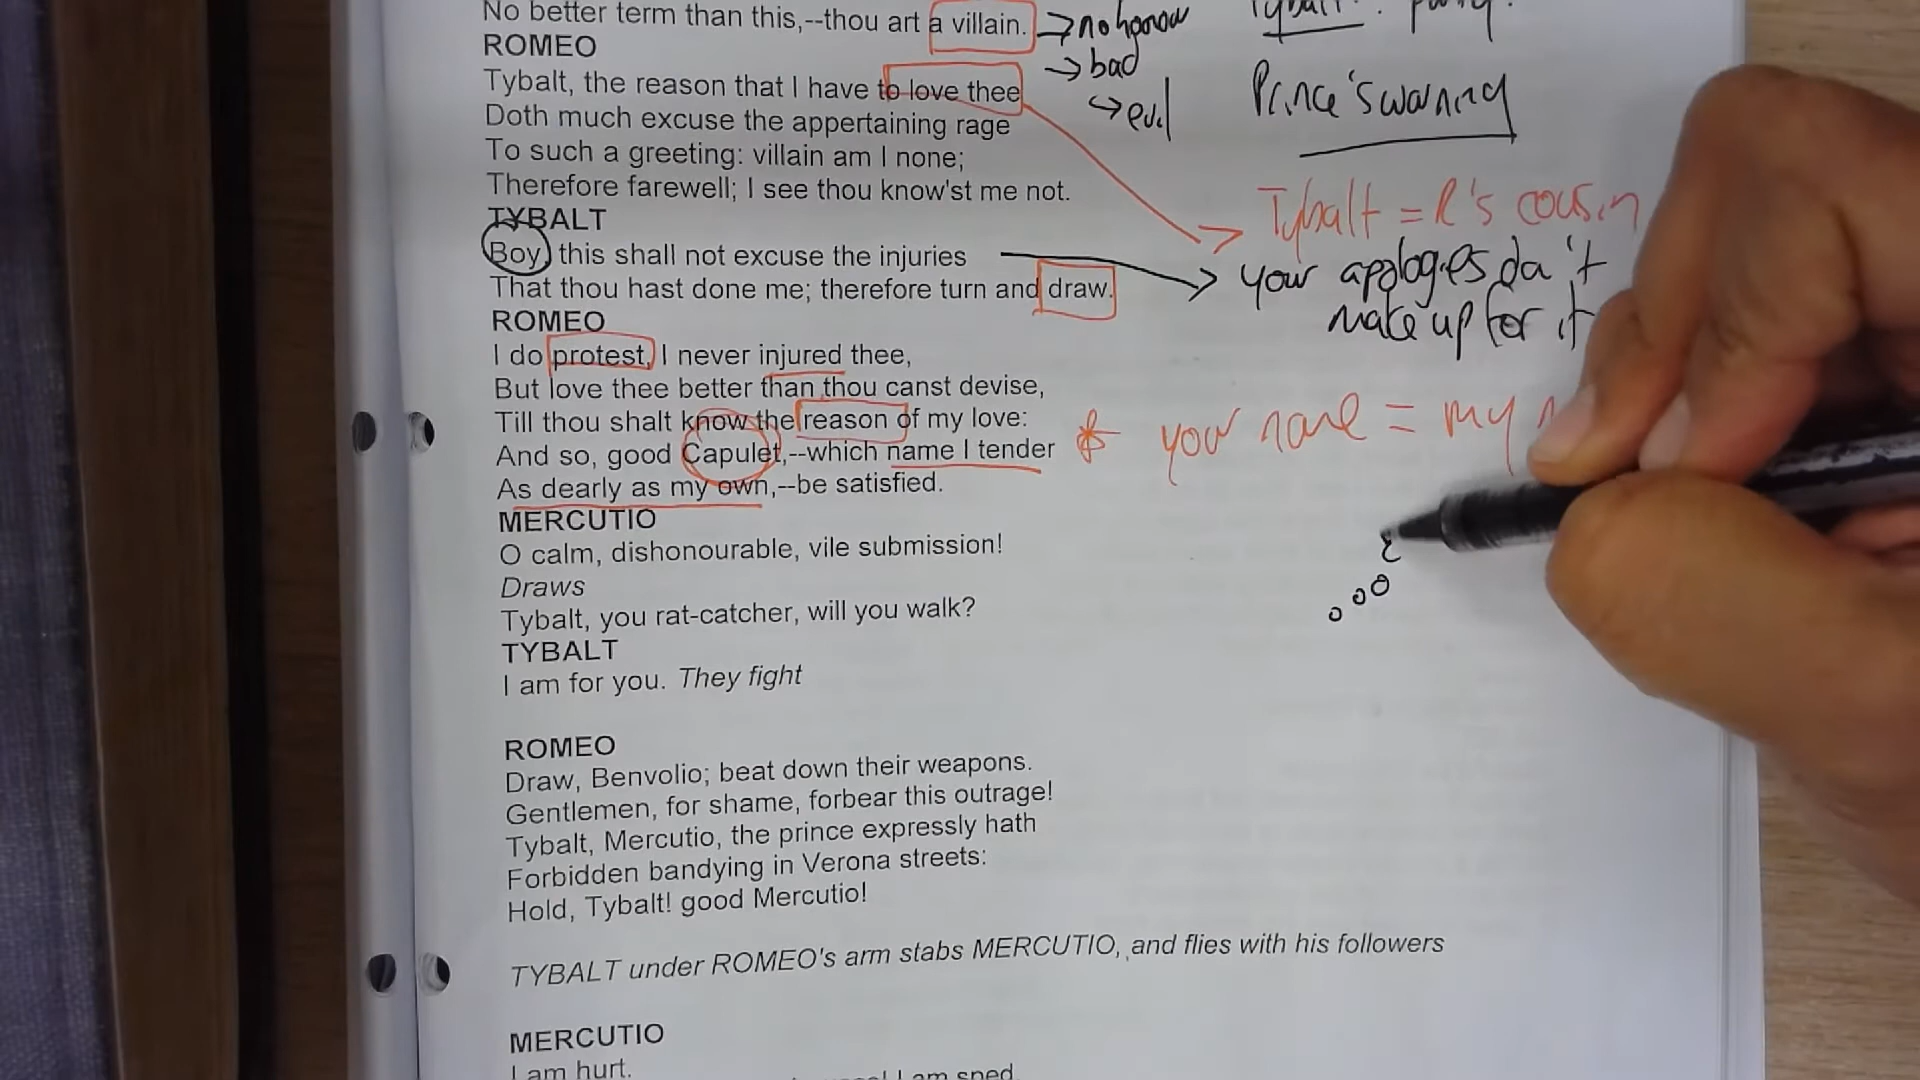 No better term than this,--thou art a villain. → no honour
Tybalt
ROMEO
→ bad
Tybalt, the reason that I have to love thee
Prince's warning
↪ evil
Doth much excuse the appertaining rage
To such a greeting: villain am I none;
Therefore farewell; I see thou know'st me not.
Tybalt = R's cousin
TYBALT
Boy, this shall not excuse the injuries → your apologies don't
That thou hast done me; therefore turn and draw.
make up for it
ROMEO
I do protest, I never injured thee,
But love thee better than thou canst devise,
Till thou shalt know the reason of my love:
* your name = my
And so, good Capulet,--which name I tender
As dearly as my own,--be satisfied.
MERCUTIO
O calm, dishonourable, vile submission!
Draws
Tybalt, you rat-catcher, will you walk?
TYBALT
I am for you. They fight
ROMEO
Draw, Benvolio; beat down their weapons.
Gentlemen, for shame, forbear this outrage!
Tybalt, Mercutio, the prince expressly hath
Forbidden bandying in Verona streets:
Hold, Tybalt! good Mercutio!
TYBALT under ROMEO's arm stabs MERCUTIO, and flies with his followers
MERCUTIO
I am hurt.
I am sped.